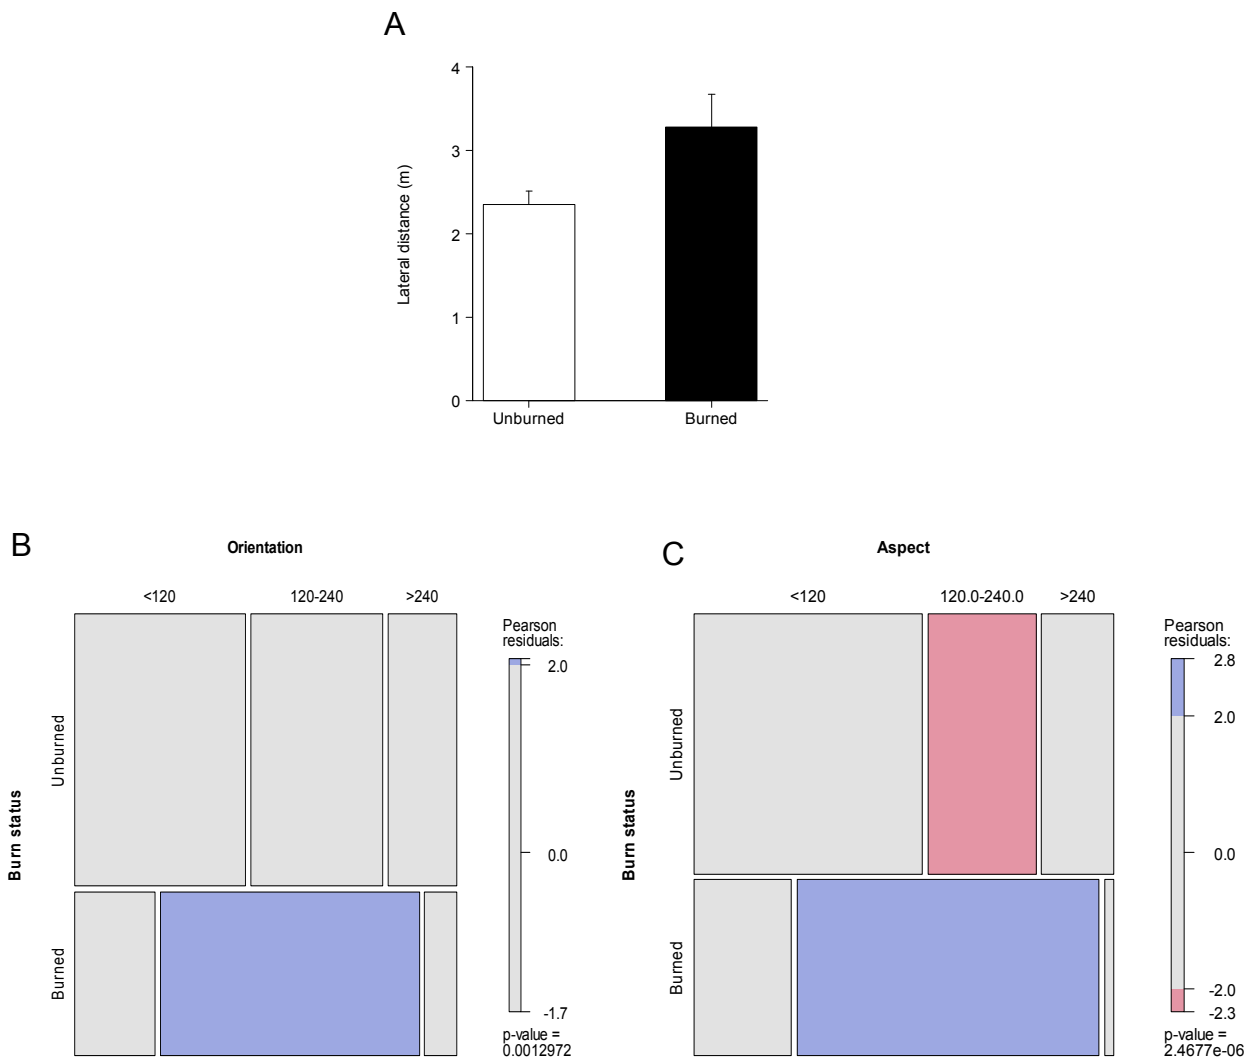 A
4
3
2
1
0
Lateral distance (m)
Unburned
Burned
B
Orientation
<120
120-240
>240
Burn status
Unburned
Burned
Pearson
residuals:
2.0
0.0
-1.7
p-value =
0.0012972
C
Aspect
<120
120.0-240.0
>240
Burn status
Unburned
Burned
Pearson
residuals:
2.8
2.0
0.0
-2.0
-2.3
p-value =
2.4677e-06